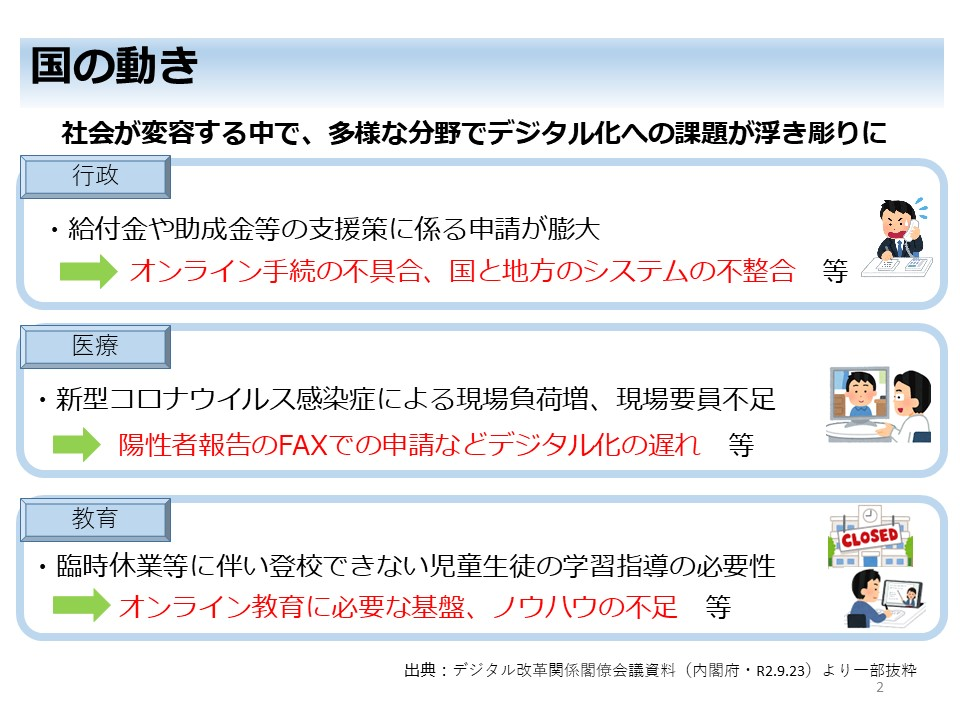 国の動き
社会が変容する中で、多様な分野でデジタル化への課題が浮き彫りに
行政
・給付金や助成金等の支援策に係る申請が膨大
オンライン手続の不具合、国と地方のシステムの不整合　等
医療
・新型コロナウイルス感染症による現場負荷増、現場要員不足
陽性者報告のFAXでの申請などデジタル化の遅れ　等
教育
CLOSED
・臨時休業等に伴い登校できない児童生徒の学習指導の必要性
オンライン教育に必要な基盤、ノウハウの不足　等
出典：デジタル改革関係閣僚会議資料（内閣府・R2.9.23）より一部抜粋
2